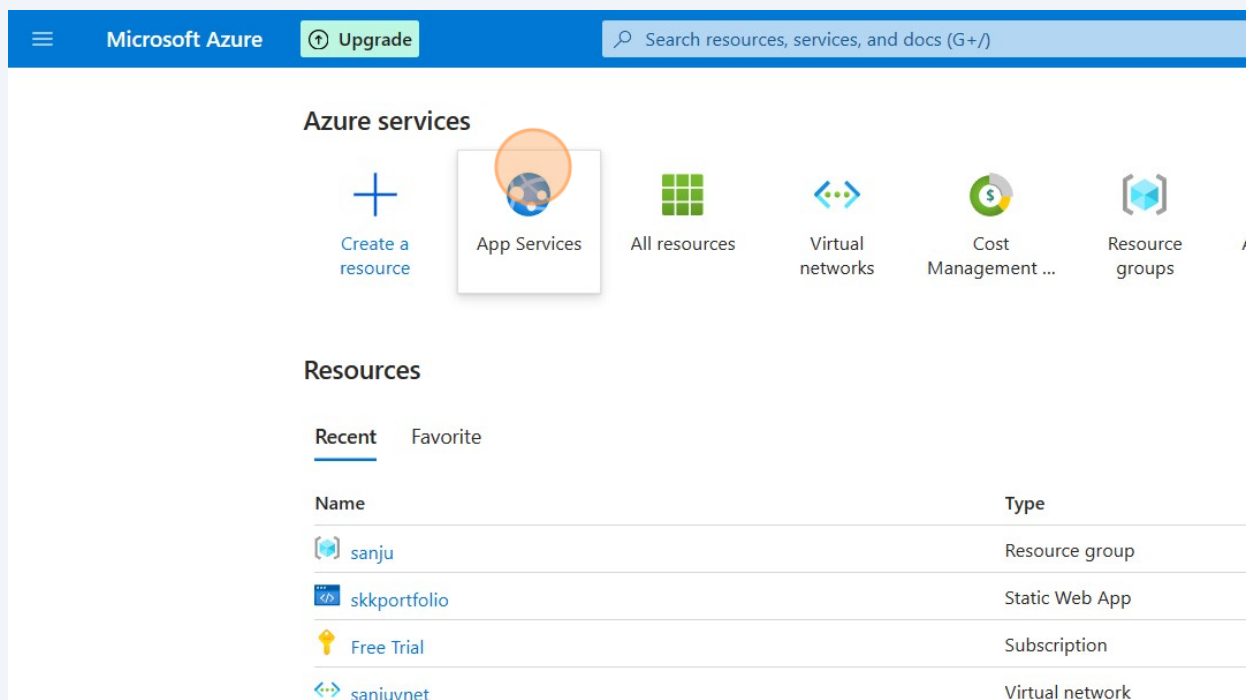 Microsoft Azure
Upgrade
Search resources, services, and docs (G+/)
Azure services
Create a
resource
App Services
All resources
Virtual
networks
Cost
Management ...
Resource
groups
Resources
Recent
Favorite
Name
Type
sanju
Resource group
skkportfolio
Static Web App
Free Trial
Subscription
sanjuvnet
Virtual network